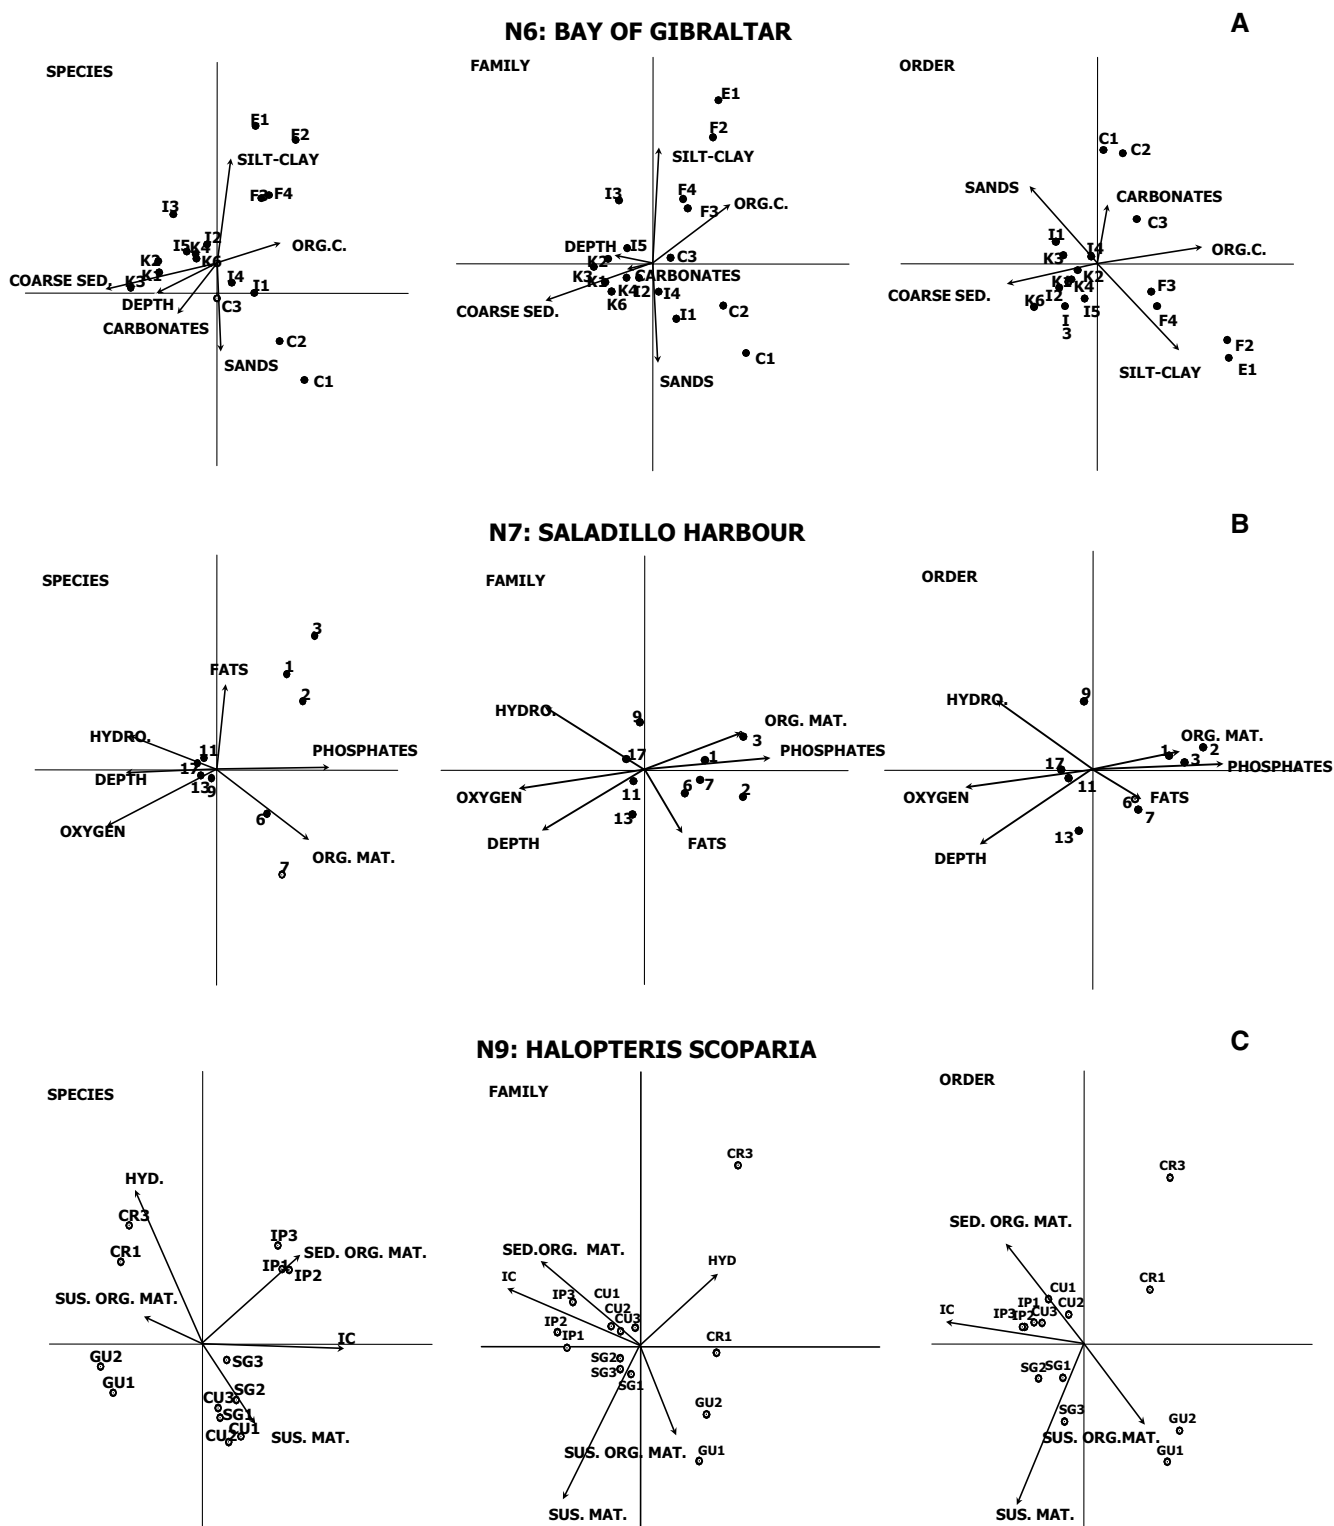 N6: BAY OF GIBRALTAR
A
SPECIES
E1
E2
SILT-CLAY
F3
F4
I3
I2
I5
K4
ORG.C.
K2
K6
K1
COARSE SED.
K3
I4
I1
DEPTH
C3
CARBONATES
C2
SANDS
C1
FAMILY
E1
F2
SILT-CLAY
I3
F4
ORG.C.
F3
DEPTH
I5
K2
C3
K3
K1
CARBONATES
K4
I2
I4
COARSE SED.
K6
I1
C2
C1
SANDS
ORDER
C1
C2
SANDS
CARBONATES
C3
I1
I4
ORG.C.
K3
K2
K1
K4
F3
COARSE SED.
I2
K6
I5
F4
I
3
F2
SILT-CLAY
E1
N7: SALADILLO HARBOUR
B
SPECIES
3
FATS
1
2
HYDRO.
11
PHOSPHATES
17
DEPTH
13
9
OXYGEN
6
ORG. MAT.
7
FAMILY
HYDRO.
9
ORG. MAT.
3
17
1
PHOSPHATES
6
7
OXYGEN
11
2
13
DEPTH
FATS
ORDER
HYDRO.
9
ORG. MAT.
1
2
3
17
PHOSPHATES
11
OXYGEN
6
FATS
7
13
DEPTH
N9: HALOPTERIS SCOPARIA
C
SPECIES
HYD.
CR3
IP3
CR1
SED. ORG. MAT.
IP1
IP2
SUS. ORG. MAT.
IC
GU2
SG3
GU1
SG2
CU3
SG1
CU1
CU2
SUS. MAT.
FAMILY
CR3
SED.ORG. MAT.
HYD
IC
IP3
CU1
CU2
IP2
CU3
IP1
CR1
SG2
SG3
SG1
GU2
SUS. ORG. MAT.
GU1
SUS. MAT.
ORDER
CR3
SED. ORG. MAT.
CU1
CR1
IC
IP1
CU2
IP3
IP2
CU3
SG2
SG1
SG3
GU2
SUS. ORG.MAT.
GU1
SUS. MAT.